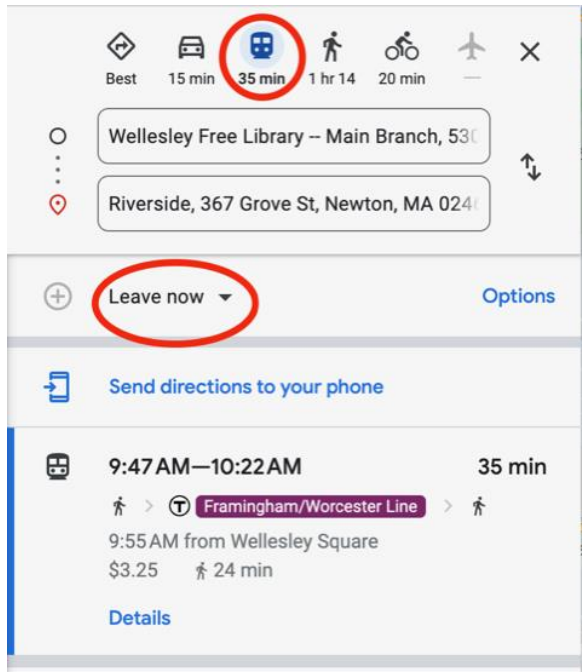 Best 15 min 35 min 1 hr 14 20 min —
Wellesley Free Library -- Main Branch, 530
Riverside, 367 Grove St, Newton, MA 0246
Leave now Options
Send directions to your phone
9:47 AM—10:22 AM 35 min
T Framingham/Worcester Line
9:55 AM from Wellesley Square
$3.25 24 min
Details